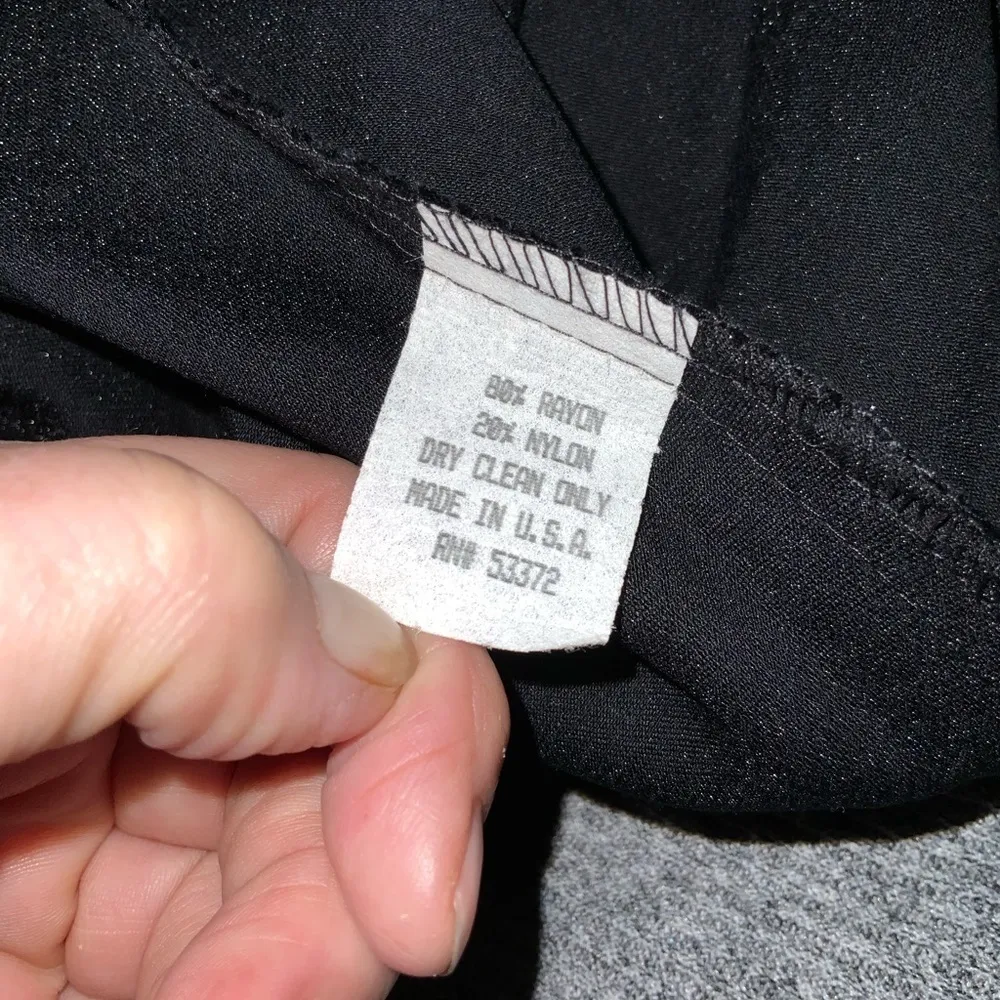 80% RAYON
20% NYLON
DRY CLEAN ONLY
MADE IN U.S.A.
RN# 53372